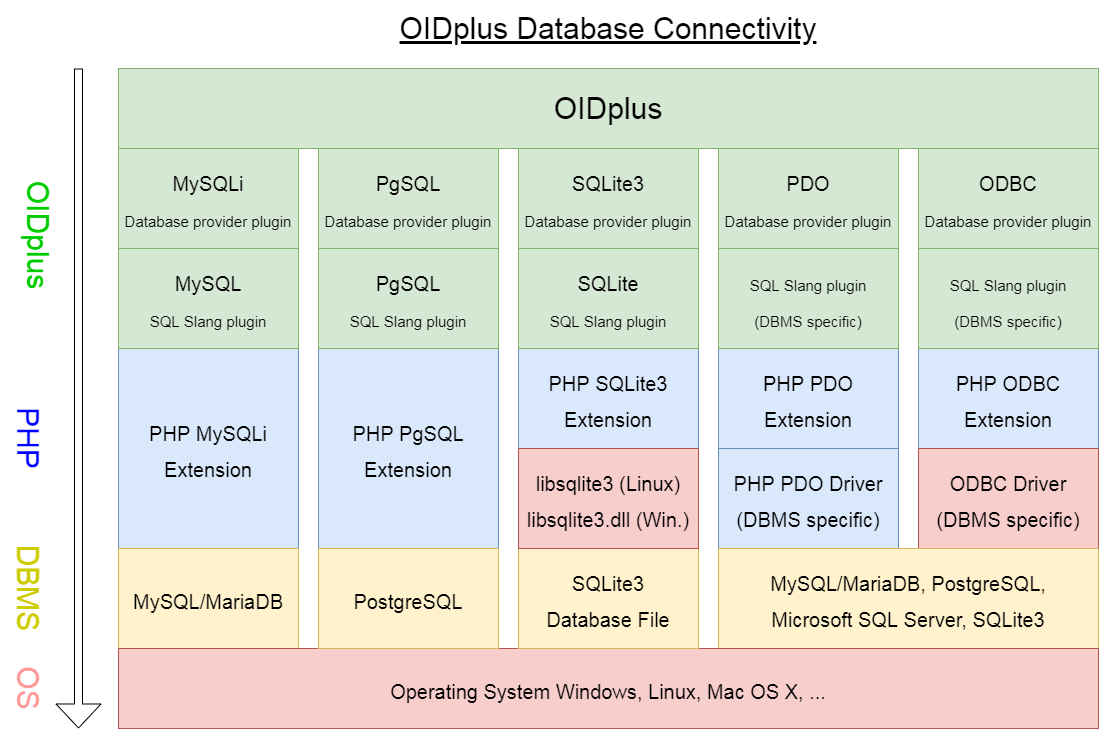 OIDplus Database Connectivity
OIDplus
OIDplus
MySQLi
Database provider plugin
PgSQL
Database provider plugin
SQLite3
Database provider plugin
PDO
Database provider plugin
ODBC
Database provider plugin
MySQL
SQL Slang plugin
PgSQL
SQL Slang plugin
SQLite
SQL Slang plugin
SQL Slang plugin
(DBMS specific)
SQL Slang plugin
(DBMS specific)
PHP
PHP MySQLi
Extension
PHP PgSQL
Extension
PHP SQLite3
Extension
PHP PDO
Extension
PHP ODBC
Extension
libsqlite3 (Linux)
libsqlite3.dll (Win.)
PHP PDO Driver
(DBMS specific)
ODBC Driver
(DBMS specific)
DBMS
MySQL/MariaDB
PostgreSQL
SQLite3
Database File
MySQL/MariaDB, PostgreSQL,
Microsoft SQL Server, SQLite3
OS
Operating System Windows, Linux, Mac OS X, ...